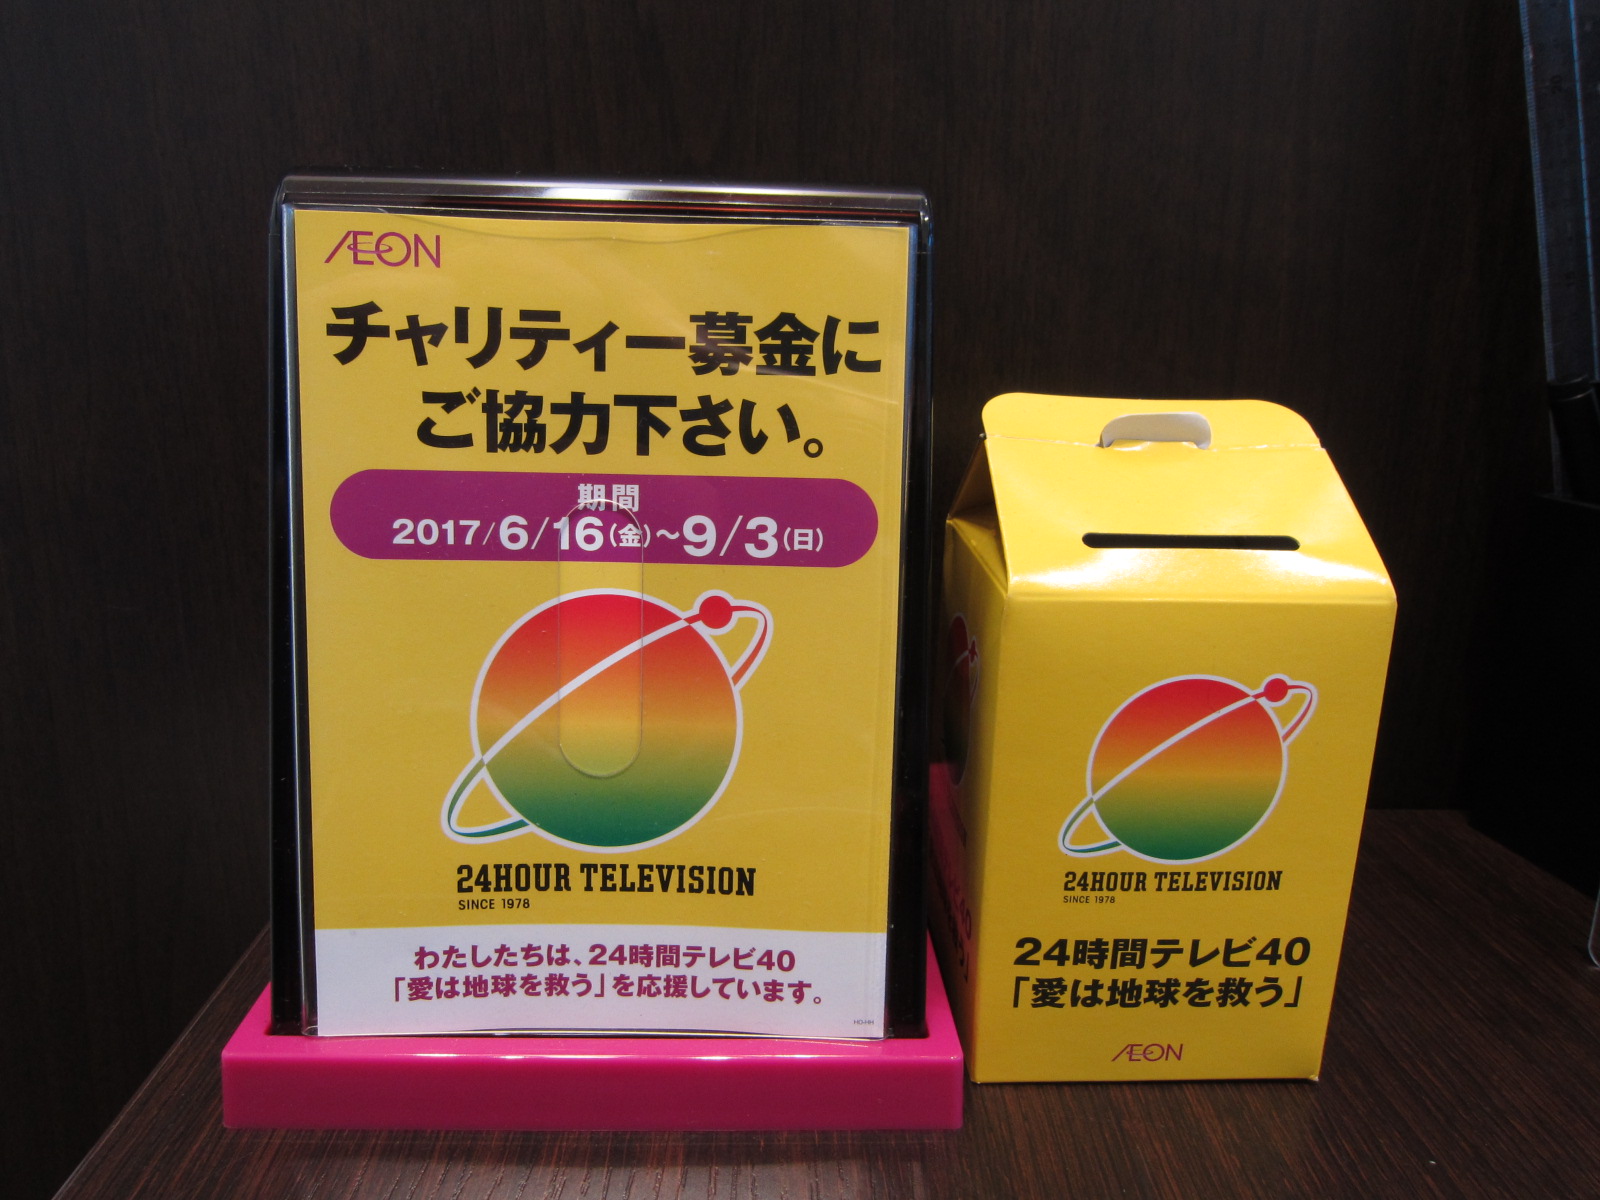 ÆON
チャリティー募金に
ご協力下さい。
期間
2017/6/16(金)~9/3(日)
24HOUR TELEVISION
SINCE 1978
わたしたちは、24時間テレビ40
「愛は地球を救う」を応援しています。
24HOUR TELEVISION
SINCE 1978
24時間テレビ40
「愛は地球を救う」
ÆON